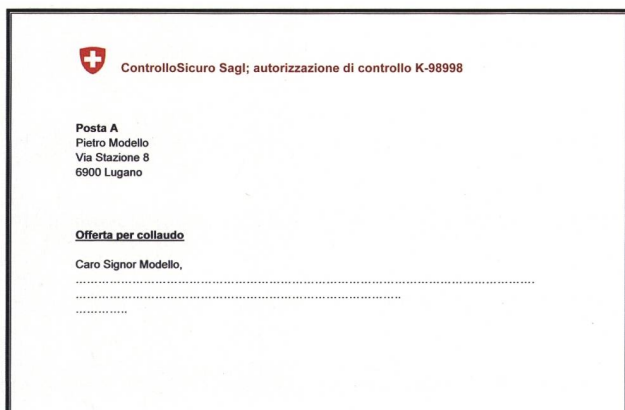 ControlloSicuro Sagl; autorizzazione di controllo K-98998
Posta A
Pietro Modello
Via Stazione 8
6900 Lugano
Offerta per collaudo
Caro Signor Modello,
……………………………………………………………………………………………………………
……………………………………………………………………………
…………..